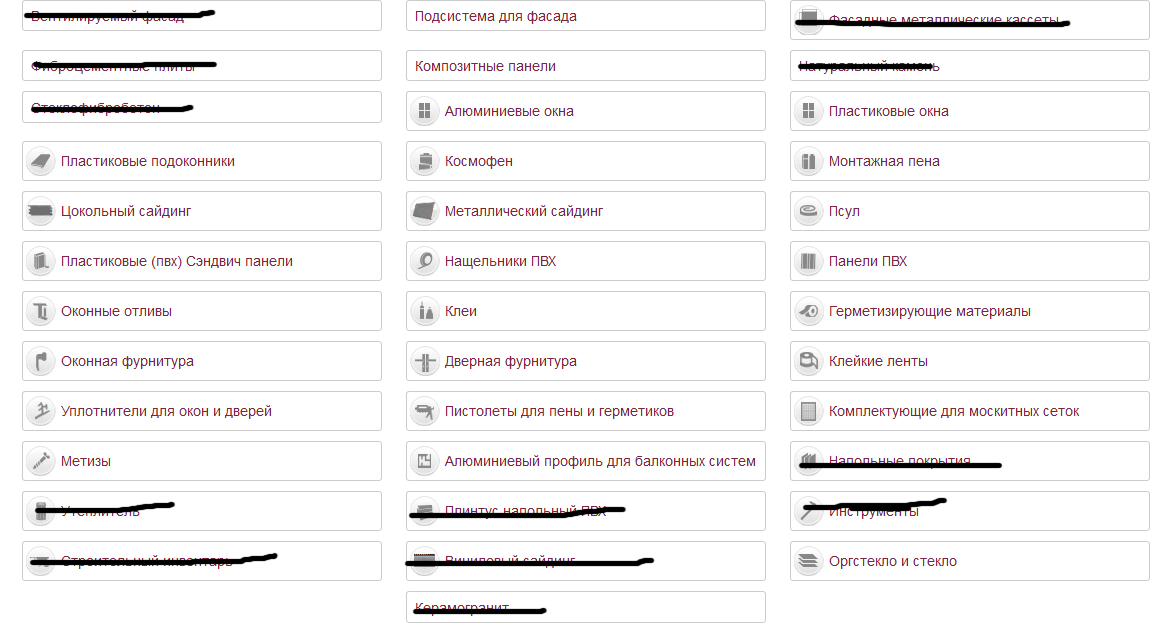 Вентилируемый фасад
Подсистема для фасада
Фасадные металлические кассеты
Фиброцементные плиты
Композитные панели
Натуральный камень
Стеклофибробетон
Алюминиевые окна
Пластиковые окна
Пластиковые подоконники
Космофен
Монтажная пена
Цокольный сайдинг
Металлический сайдинг
Псул
Пластиковые (пвх) Сэндвич панели
Нащельники ПВХ
Панели ПВХ
Оконные отливы
Клеи
Герметизирующие материалы
Оконная фурнитура
Дверная фурнитура
Клейкие ленты
Уплотнители для окон и дверей
Пистолеты для пены и герметиков
Комплектующие для москитных сеток
Метизы
Алюминиевый профиль для балконных систем
Напольные покрытия
Утеплитель
Плинтус напольный ПВХ
Инструменты
Строительный инвентарь
Виниловый сайдинг
Оргстекло и стекло
Керамогранит